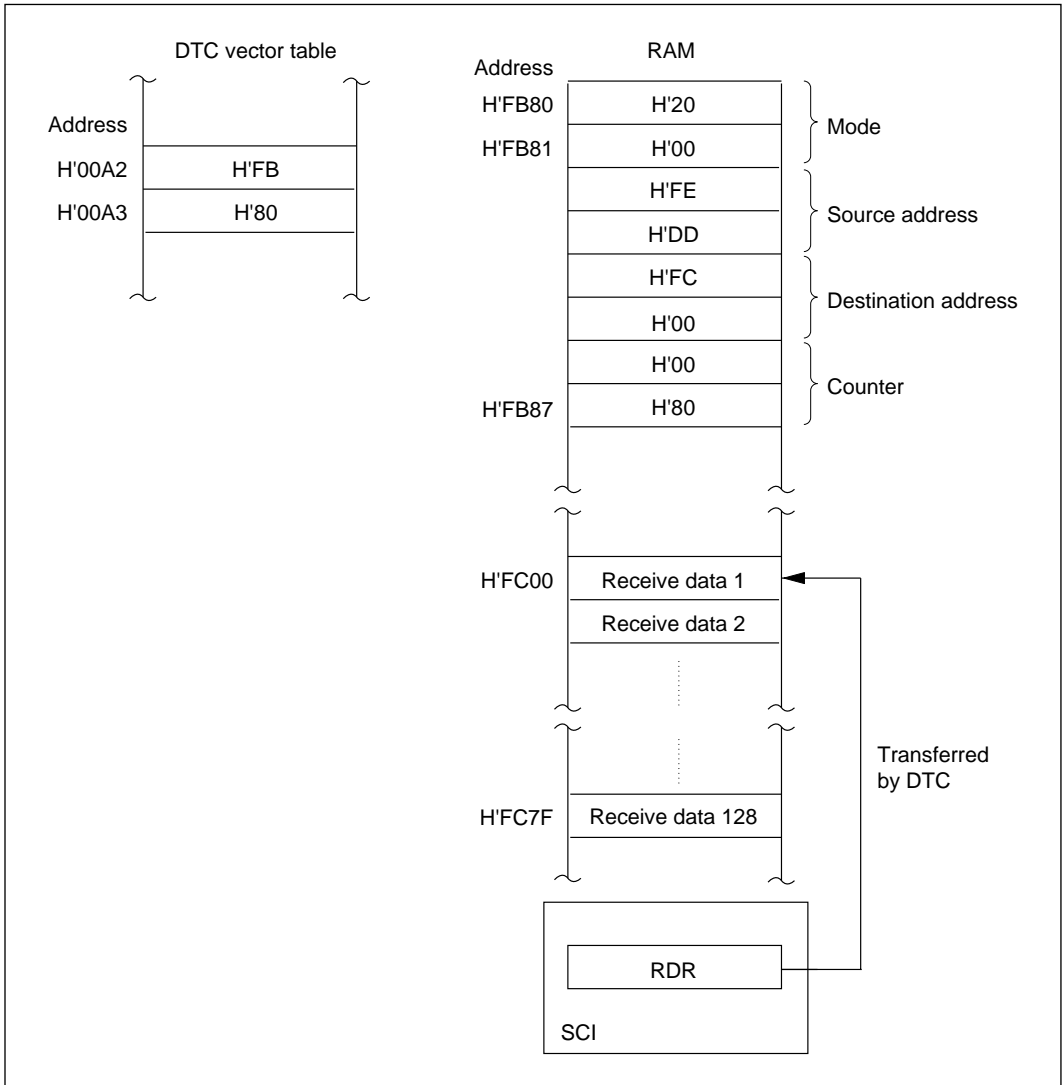 DTC vector table
Address
H'00A2 H'FB
H'00A3 H'80
RAM
Address
H'FB80 H'20
H'FB81 H'00
Mode
H'FE
H'DD
Source address
H'FC
H'00
Destination address
H'00
H'FB87 H'80
Counter
H'FC00 Receive data 1
Receive data 2
H'FC7F Receive data 128
Transferred
by DTC
RDR
SCI